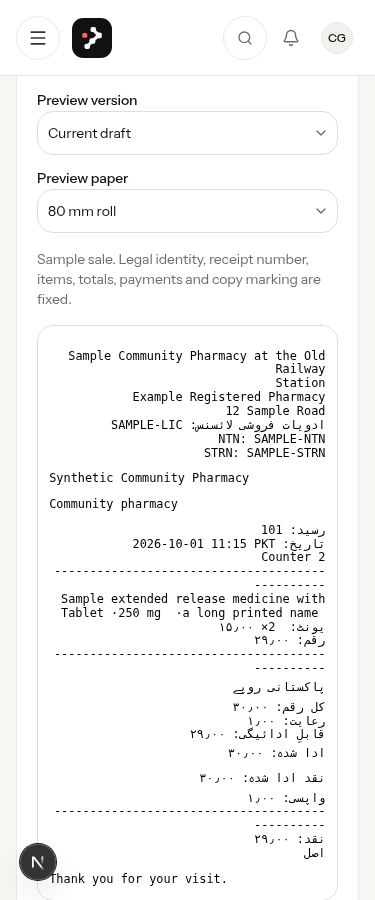 CG
Preview version
Current draft
Preview paper
80 mm roll
Sample sale. Legal identity, receipt number,
items, totals, payments and copy marking are
fixed.
Sample Community Pharmacy at the Old
Railway
Station
Example Registered Pharmacy
12 Sample Road
ادویات فروشی لائسنس: SAMPLE-LIC
NTN: SAMPLE-NTN
STRN: SAMPLE-STRN
Synthetic Community Pharmacy
Community pharmacy
رسید: 101
تاریخ: 2026-10-01 11:15 PKT
Counter 2
------------------------------------
----------
Sample extended release medicine with
Tablet ·250 mg ·a long printed name
یونٹ: 2× ۱۵٫۰۰
رقم: ۲۹٫۰۰
------------------------------------
----------
پاکستانی روپے
کل رقم: ۳۰٫۰۰
رعایت: ۱٫۰۰
قابلِ ادائیگی: ۲۹٫۰۰
ادا شدہ: ۳۰٫۰۰
نقد ادا شدہ: ۳۰٫۰۰
واپسی: ۱٫۰۰
------------------------------------
----------
نقد: ۲۹٫۰۰
اصل
Thank you for your visit.
N